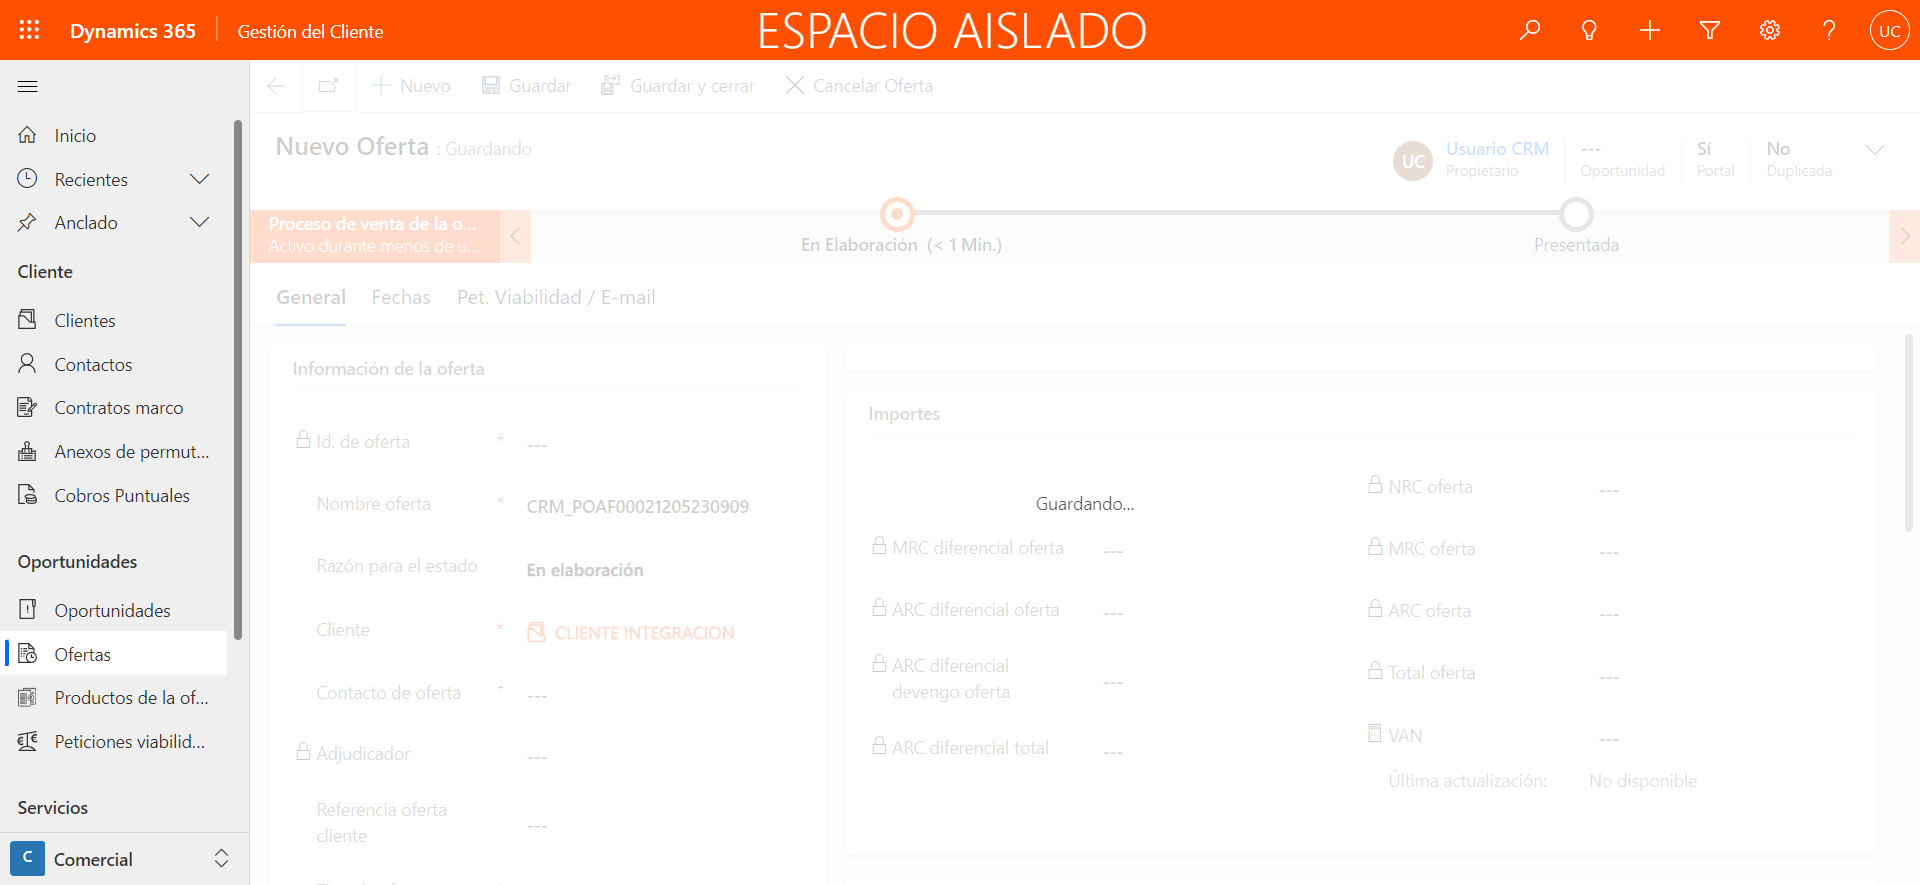 Dynamics 365
Gestión del Cliente
ESPACIO AISLADO
UC
Nuevo
Guardar
Guardar y cerrar
Cancelar Oferta
Inicio
Recientes
Anclado
Cliente
Clientes
Contactos
Contratos marco
Anexos de permut...
Cobros Puntuales
Oportunidades
Oportunidades
Ofertas
Productos de la of...
Peticiones viabilid...
Servicios
C Comercial
Nuevo Oferta : Guardando
UC
Usuario CRM
Propietario
---
Oportunidad
Sí
Portal
No
Duplicada
Proceso de venta de la o...
Activo durante menos de u...
En Elaboración (< 1 Min.)
Presentada
General
Fechas
Pet. Viabilidad / E-mail
Información de la oferta
Id. de oferta * ---
Nombre oferta * CRM_POAF00021205230909
Razón para el estado En elaboración
Cliente * CLIENTE INTEGRACION
Contacto de oferta + ---
Adjudicador ---
Referencia oferta
cliente ---
Importes
Guardando...
MRC diferencial oferta ---
ARC diferencial oferta ---
ARC diferencial
devengo oferta ---
ARC diferencial total ---
NRC oferta ---
MRC oferta ---
ARC oferta ---
Total oferta ---
VAN ---
Última actualización: No disponible